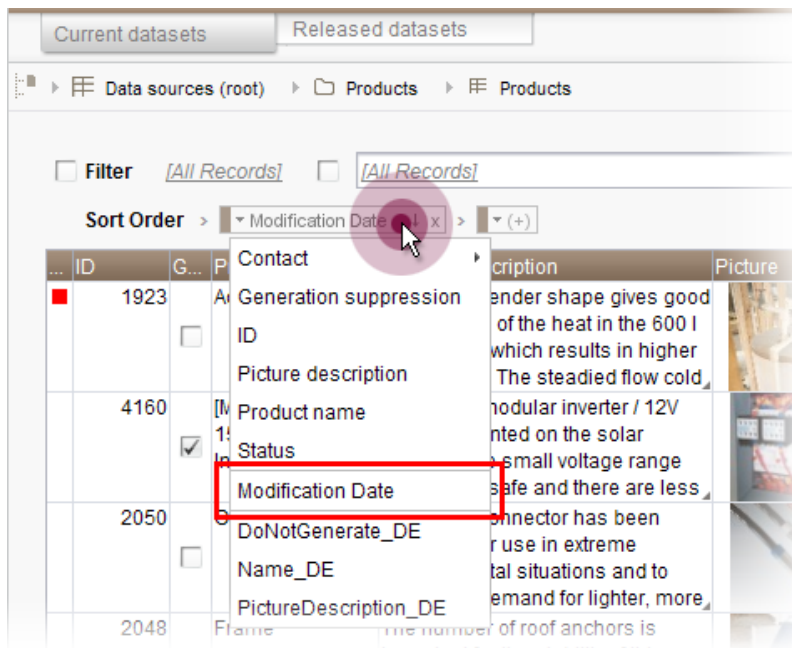 Current datasets
Released datasets
Data sources (root)
Products
Products
Filter
[All Records]
[All Records]
Sort Order > Modification Date ↓ x > (+)
... ID G... P cription Picture
Contact
Generation suppression
ID
Picture description
Product name
Status
Modification Date
DoNotGenerate_DE
Name_DE
PictureDescription_DE
1923
ender shape gives good
of the heat in the 600 l
which results in higher
The steadied flow cold
4160
nodular inverter / 12V
nted on the solar
small voltage range
safe and there are less
2050
onnector has been
r use in extreme
tal situations and to
emand for lighter, more
2048 Frame The number of roof anchors is